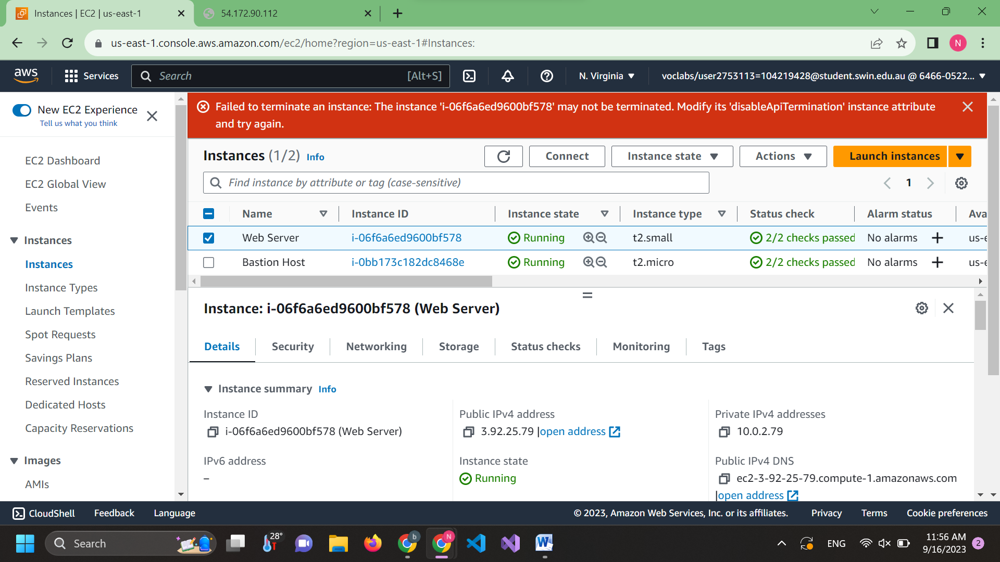 Instances | EC2 | us-east-1
54.172.90.112
us-east-1.console.aws.amazon.com/ec2/home?region=us-east-1#Instances:
N
aws
Services
Search
[Alt+S]
N. Virginia
voclabs/user2753113=104219428@student.swin.edu.au @ 6466-0522...
New EC2 Experience
Tell us what you think
EC2 Dashboard
EC2 Global View
Events
Instances
Instances
Instance Types
Launch Templates
Spot Requests
Savings Plans
Reserved Instances
Dedicated Hosts
Capacity Reservations
Images
AMIs
Failed to terminate an instance: The instance 'i-06f6a6ed9600bf578' may not be terminated. Modify its 'disableApiTermination' instance attribute
and try again.
Instances (1/2) Info
Connect
Instance state
Actions
Launch instances
Find instance by attribute or tag (case-sensitive)
1
Name Instance ID Instance state Instance type Status check Alarm status Ava
Web Server i-06f6a6ed9600bf578 Running t2.small 2/2 checks passed No alarms + us-e
Bastion Host i-0bb173c182dc8468e Running t2.micro 2/2 checks passed No alarms + us-e
Instance: i-06f6a6ed9600bf578 (Web Server)
Details Security Networking Storage Status checks Monitoring Tags
Instance summary Info
Instance ID
i-06f6a6ed9600bf578 (Web Server)
Public IPv4 address
3.92.25.79 |open address
Private IPv4 addresses
10.0.2.79
IPv6 address
–
Instance state
Running
Public IPv4 DNS
ec2-3-92-25-79.compute-1.amazonaws.com
|open address
CloudShell Feedback Language
© 2023, Amazon Web Services, Inc. or its affiliates. Privacy Terms Cookie preferences
Search
28°
b
N
W
ENG
11:56 AM
9/16/2023
2